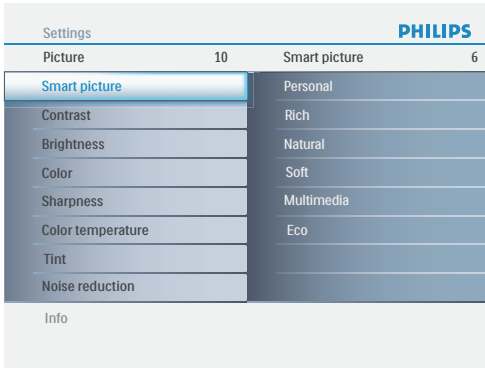 Settings
PHILIPS
Picture 10 Smart picture 6
Smart picture Personal
Contrast Rich
Brightness Natural
Color Soft
Sharpness Multimedia
Color temperature Eco
Tint
Noise reduction
Info